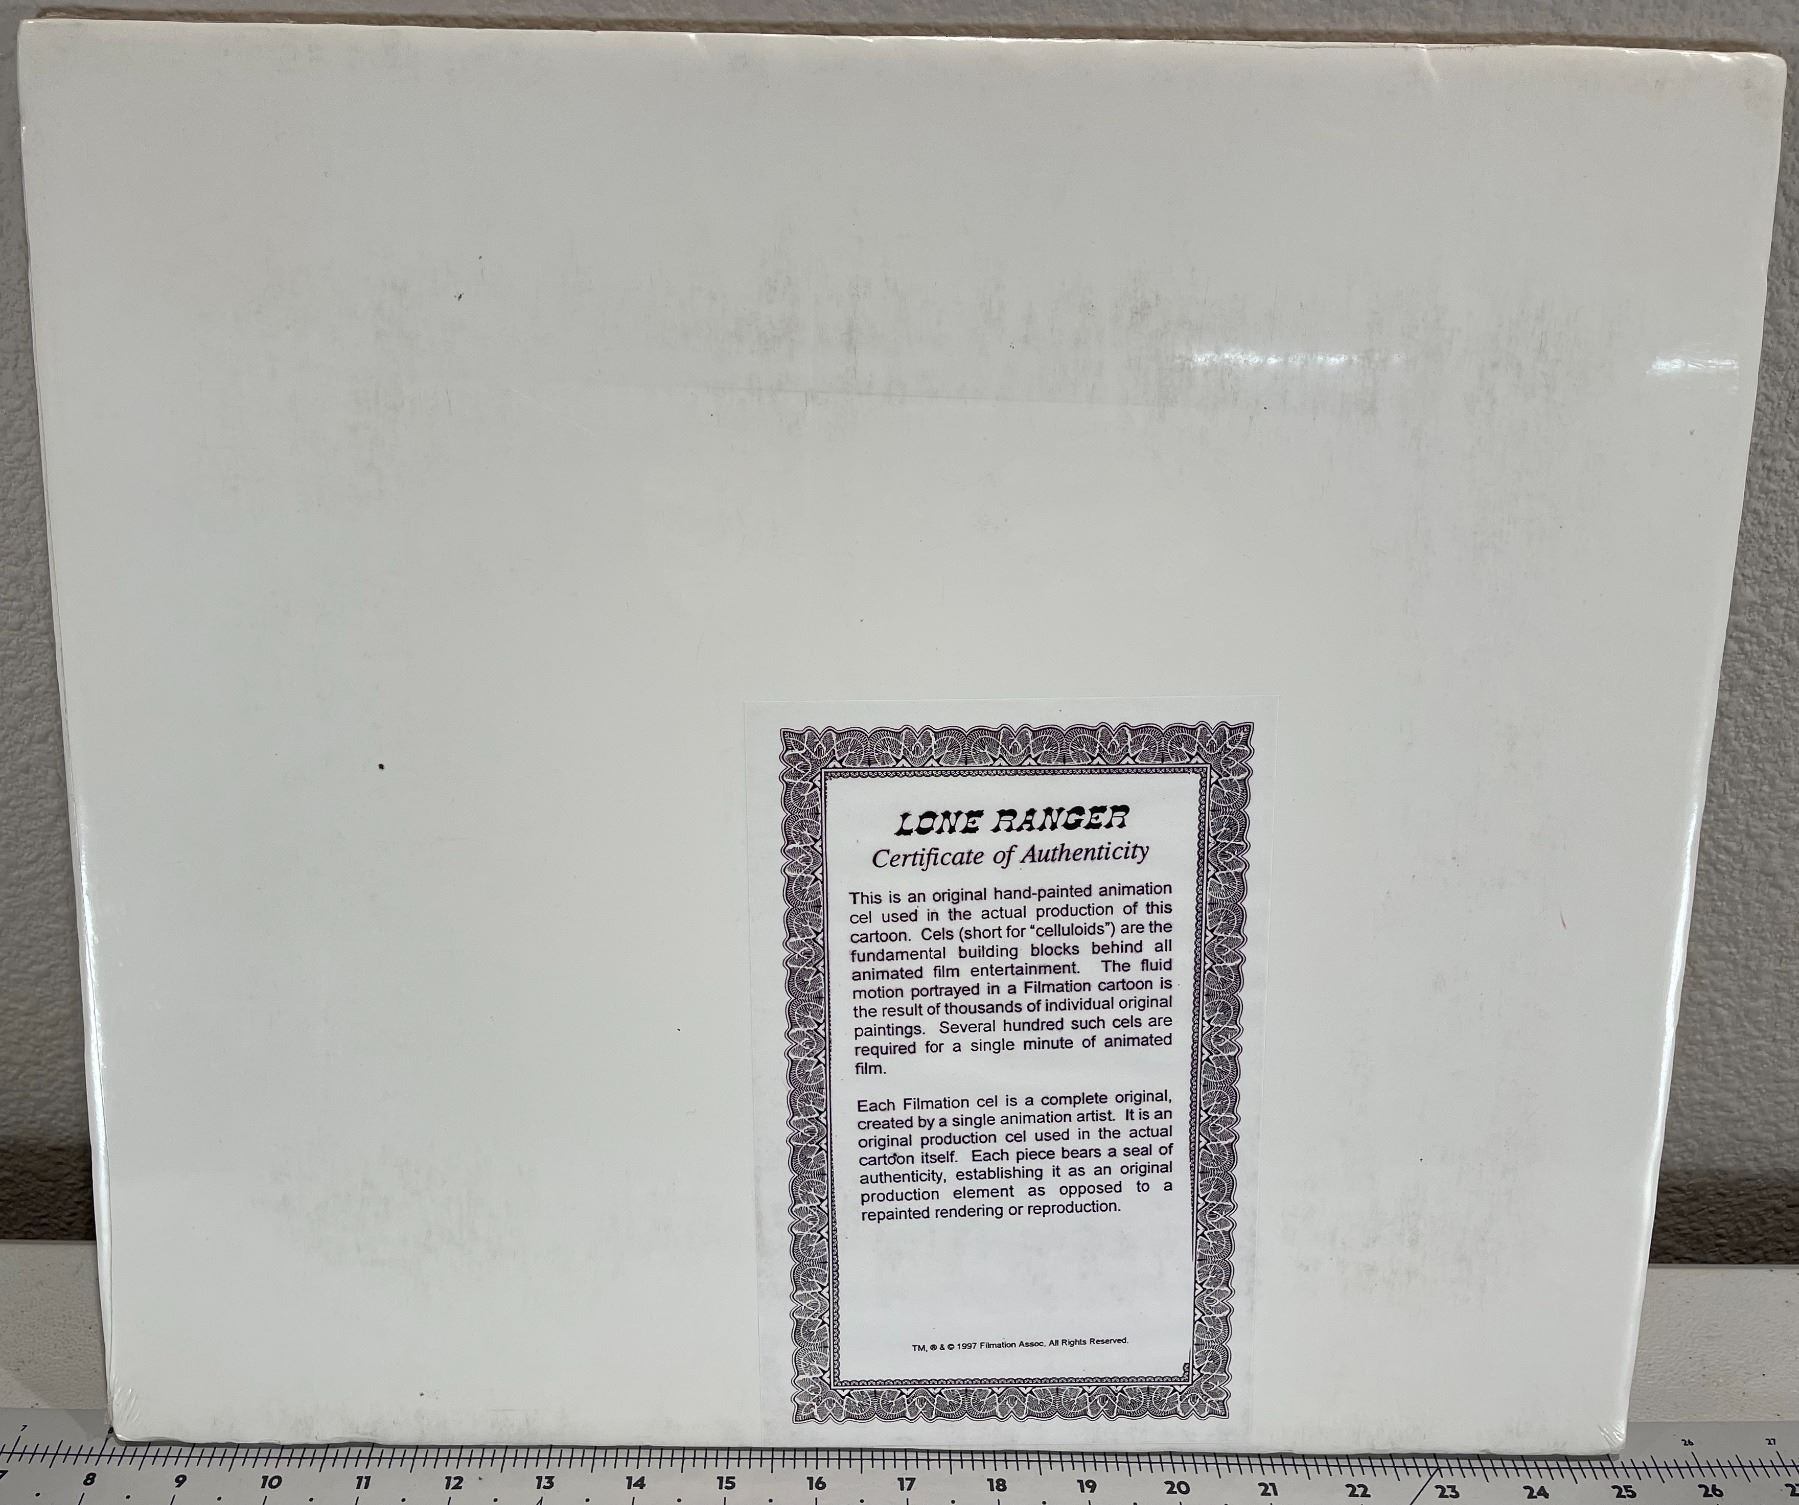 LONE RANGER
Certificate of Authenticity
This is an original hand-painted animation
cel used in the actual production of this
cartoon. Cels (short for "celluloids") are the
fundamental building blocks behind all
animated film entertainment. The fluid
motion portrayed in a Filmation cartoon is
the result of thousands of individual original
paintings. Several hundred such cels are
required for a single minute of animated
film.
Each Filmation cel is a complete original,
created by a single animation artist. It is an
original production cel used in the actual
cartoon itself. Each piece bears a seal of
authenticity, establishing it as an original
production element as opposed to a
repainted rendering or reproduction.
TM, ® & © 1997 Filmation Assoc. All Rights Reserved.
7 26 27
7 8 9 10 11 12 13 14 15 16 17 18 19 20 21 22 23 24 25 26